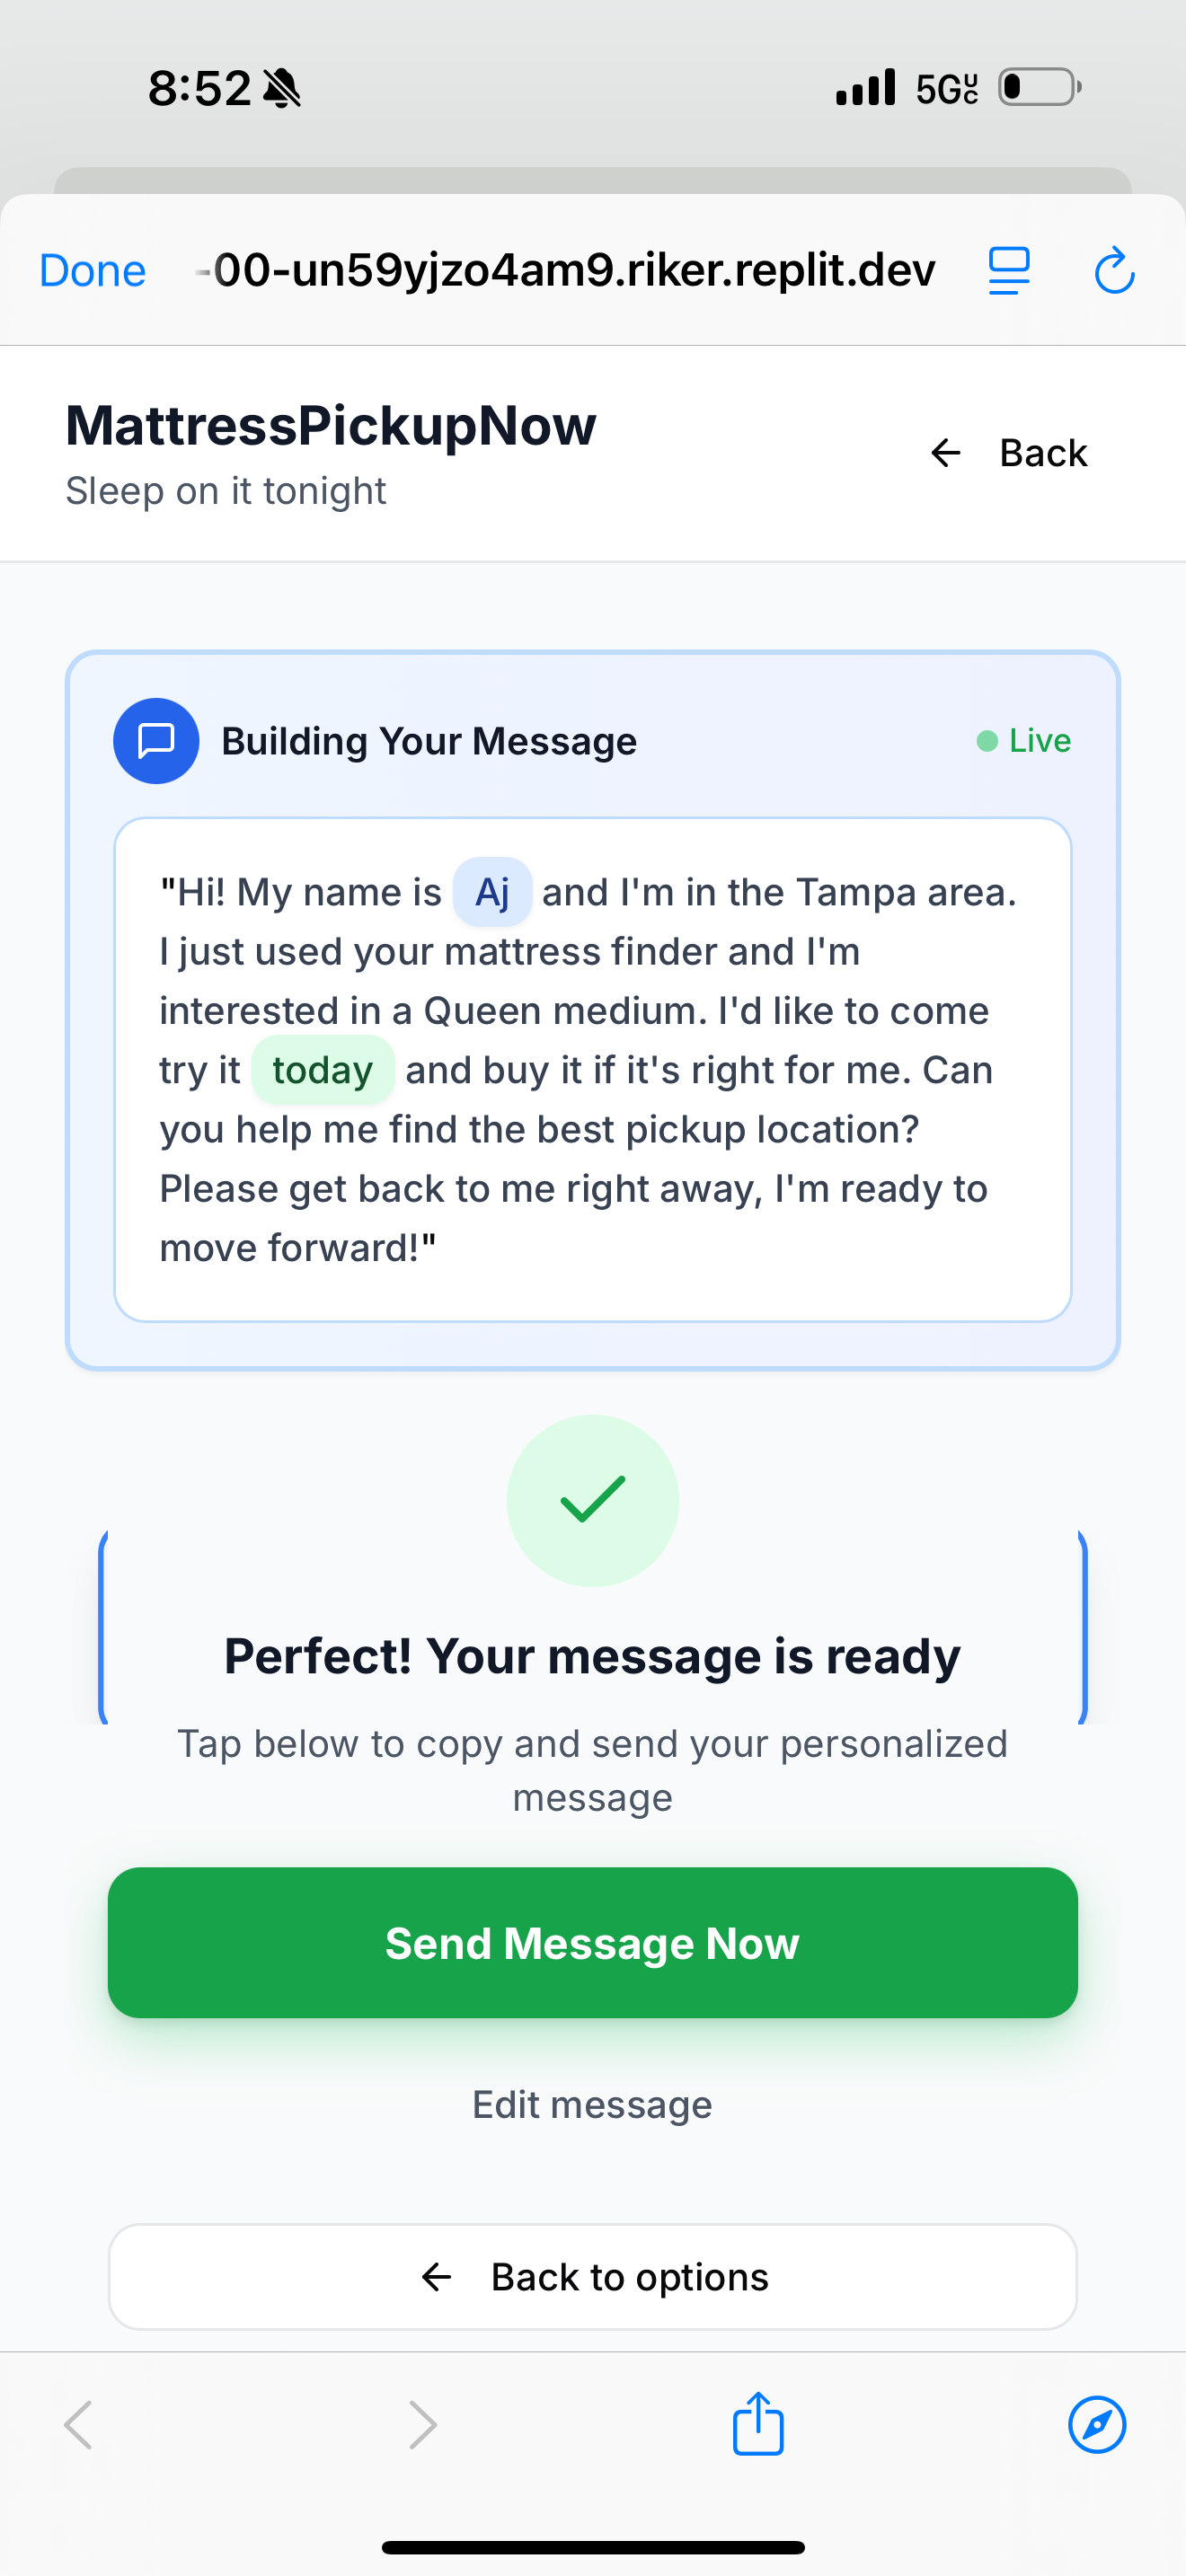 8:52
5GUC
Done
-00-un59yjzo4am9.riker.replit.dev
MattressPickupNow
Sleep on it tonight
← Back
Building Your Message
Live
"Hi! My name is Aj and I'm in the Tampa area.
I just used your mattress finder and I'm
interested in a Queen medium. I'd like to come
try it today and buy it if it's right for me. Can
you help me find the best pickup location?
Please get back to me right away, I'm ready to
move forward!"
Perfect! Your message is ready
Tap below to copy and send your personalized
message
Send Message Now
Edit message
← Back to options